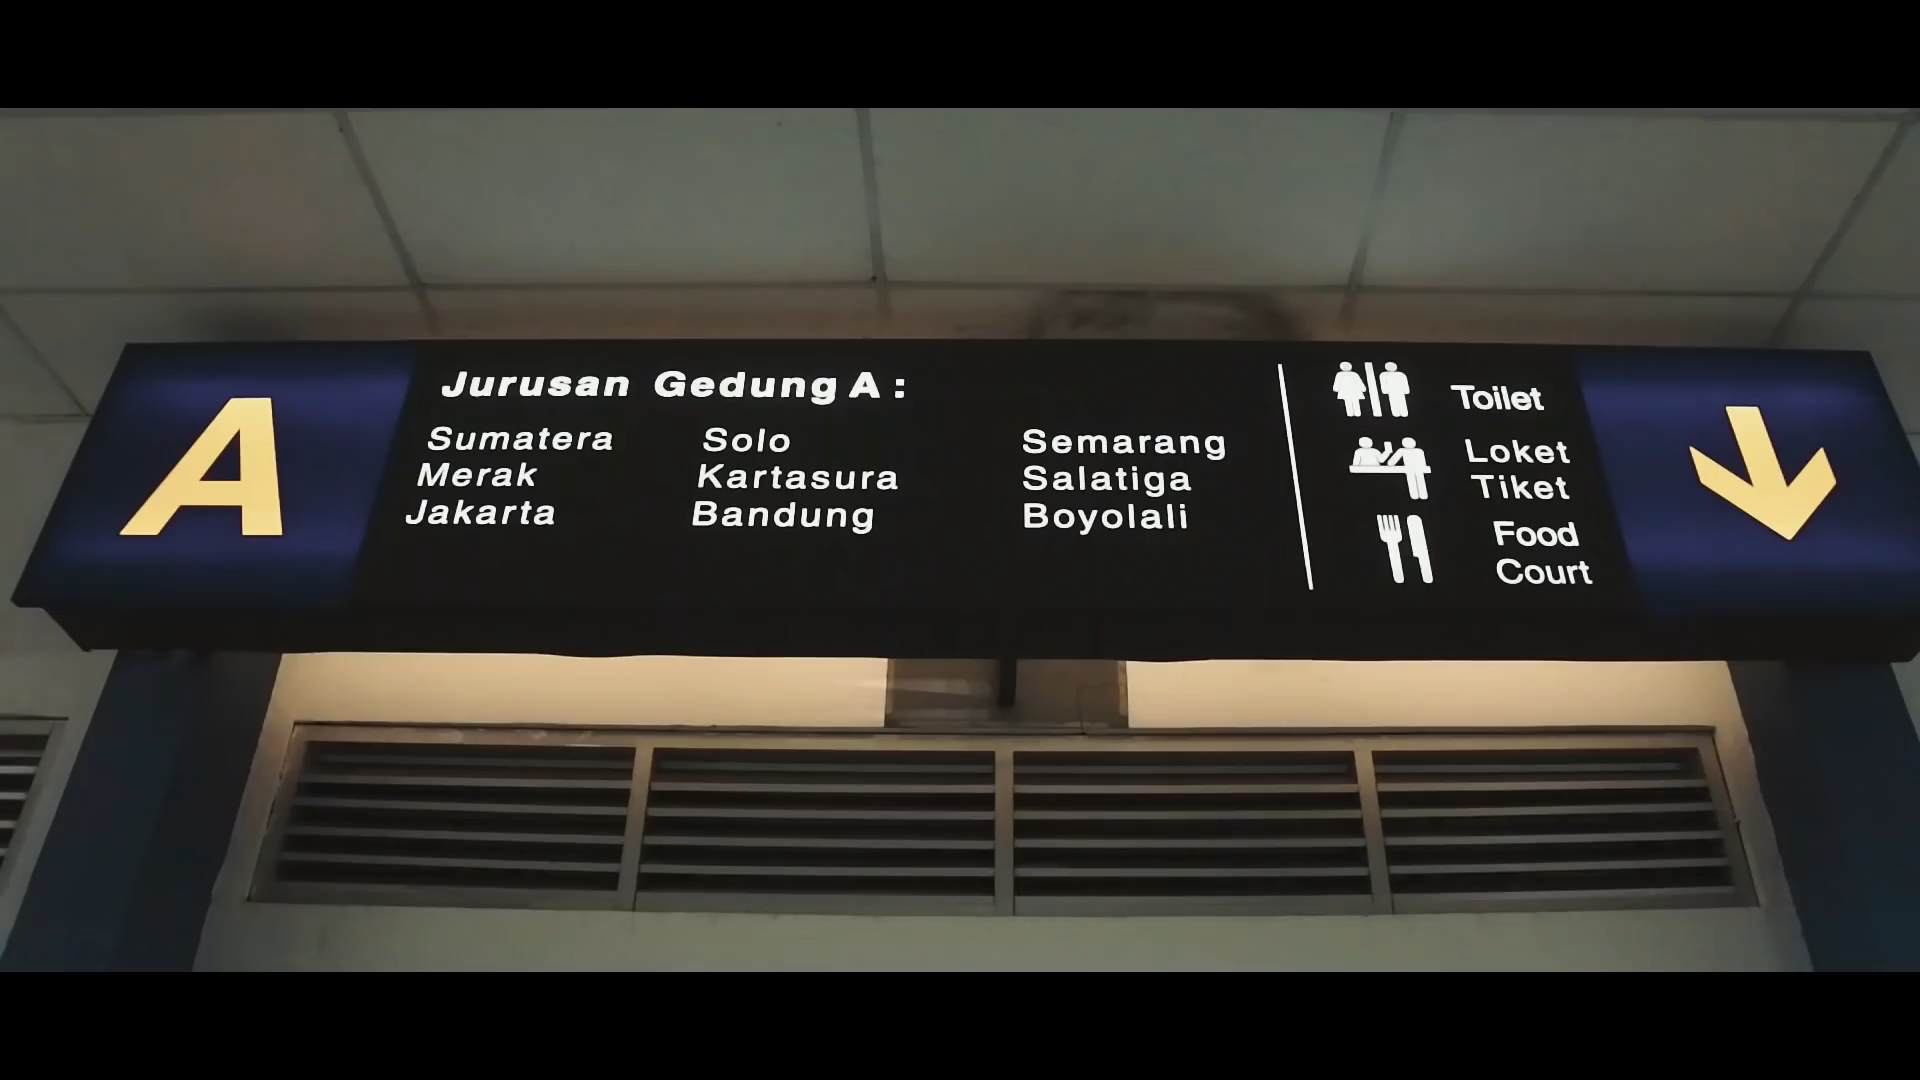 A
Jurusan Gedung A :
Sumatera
Merak
Jakarta
Solo
Kartasura
Bandung
Semarang
Salatiga
Boyolali
Toilet
Loket
Tiket
Food
Court